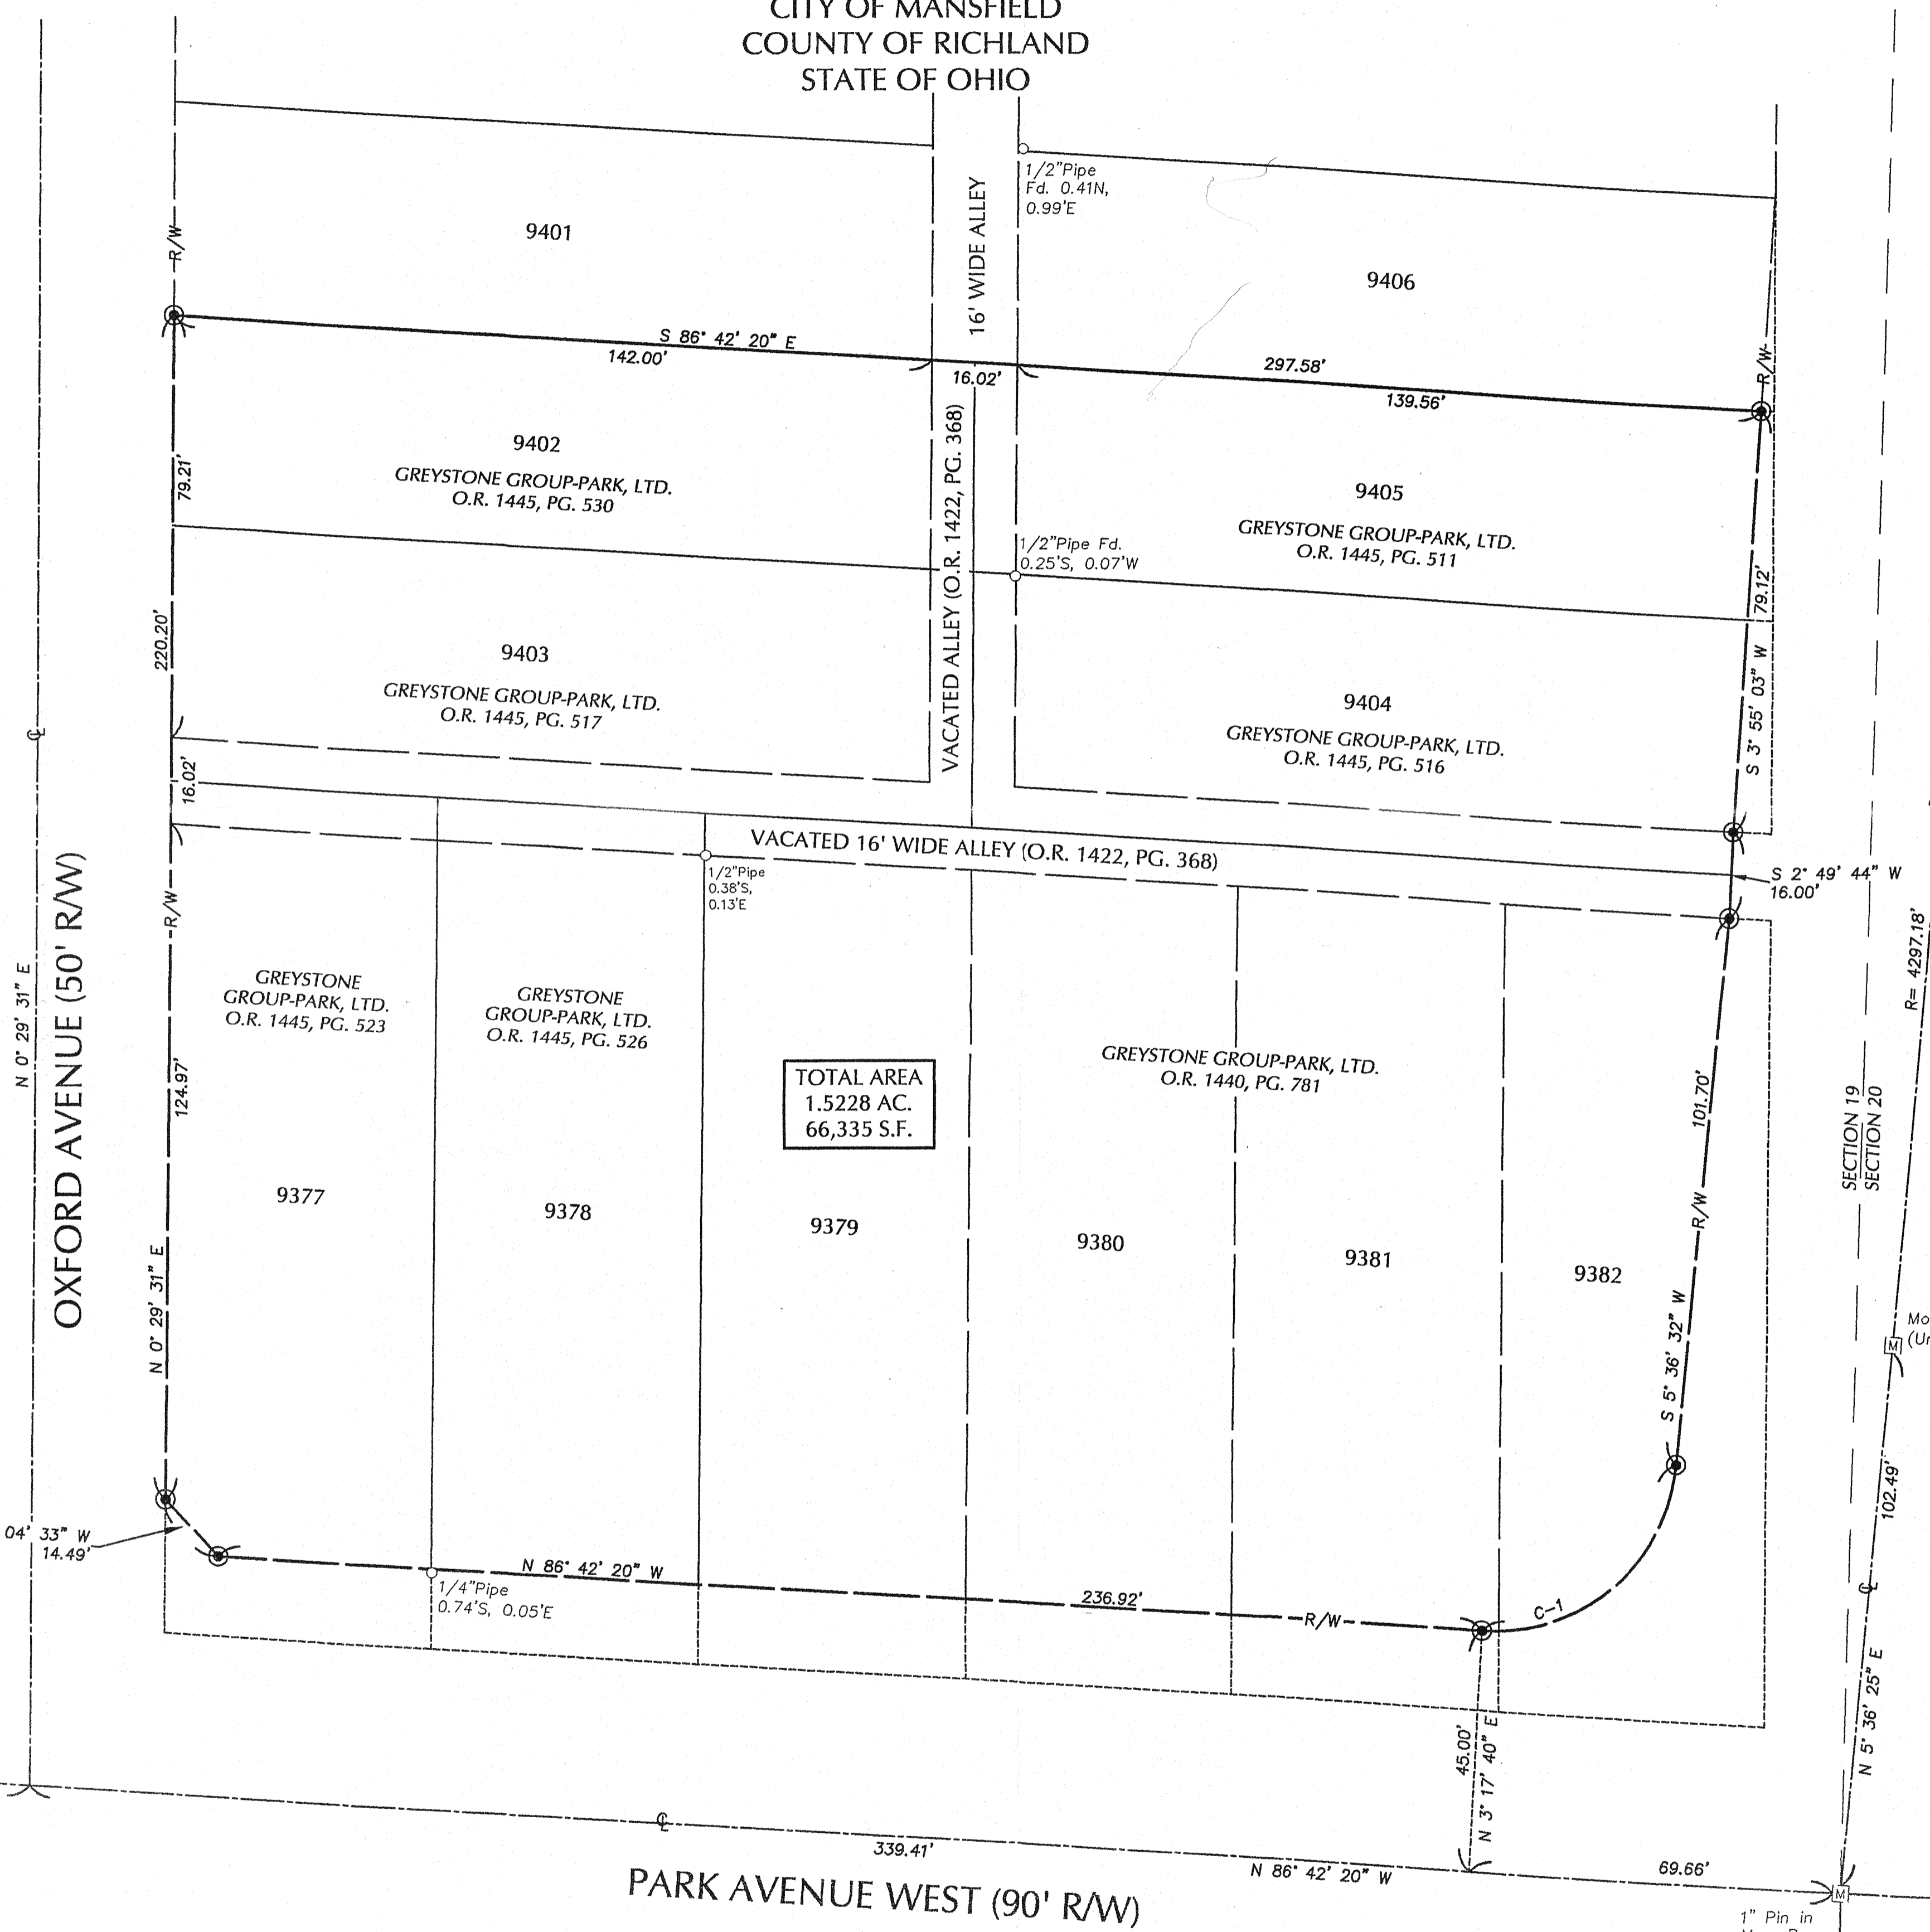 CITY OF MANSFIELD
COUNTY OF RICHLAND
STATE OF OHIO
R/W
9401
16' WIDE ALLEY
1/2"Pipe
Fd. 0.41N,
0.99'E
9406
R/W
S 86° 42' 20" E
142.00'
16.02'
297.58'
139.56'
79.21'
9402
GREYSTONE GROUP-PARK, LTD.
O.R. 1445, PG. 530
VACATED ALLEY (O.R. 1422, PG. 368)
9405
GREYSTONE GROUP-PARK, LTD.
O.R. 1445, PG. 511
1/2"Pipe Fd.
0.25'S, 0.07'W
79.12'
220.20'
9403
GREYSTONE GROUP-PARK, LTD.
O.R. 1445, PG. 517
9404
GREYSTONE GROUP-PARK, LTD.
O.R. 1445, PG. 516
S 3° 55' 03" W
16.02'
VACATED 16' WIDE ALLEY (O.R. 1422, PG. 368)
S 2° 49' 44" W
16.00'
1/2"Pipe
0.38'S,
0.13'E
R/W
R= 4297.18'
N 0° 29' 31" E
OXFORD AVENUE (50' R/W)
GREYSTONE
GROUP-PARK, LTD.
O.R. 1445, PG. 523
GREYSTONE
GROUP-PARK, LTD.
O.R. 1445, PG. 526
GREYSTONE GROUP-PARK, LTD.
O.R. 1440, PG. 781
124.97'
TOTAL AREA
1.5228 AC.
66,335 S.F.
101.70'
SECTION 19
SECTION 20
9377
9378
9379
9380
9381
9382
R/W
N 0° 29' 31" E
S 5° 36' 32" W
Mo
M
(Ur
102.49'
04' 33" W
14.49'
N 86° 42' 20" W
1/4"Pipe
0.74'S, 0.05'E
236.92'
R/W
C-1
45.00'
N 3° 17' 40" E
N 5° 36' 25" E
339.41'
N 86° 42' 20" W
69.66'
M
PARK AVENUE WEST (90' R/W)
1" Pin in